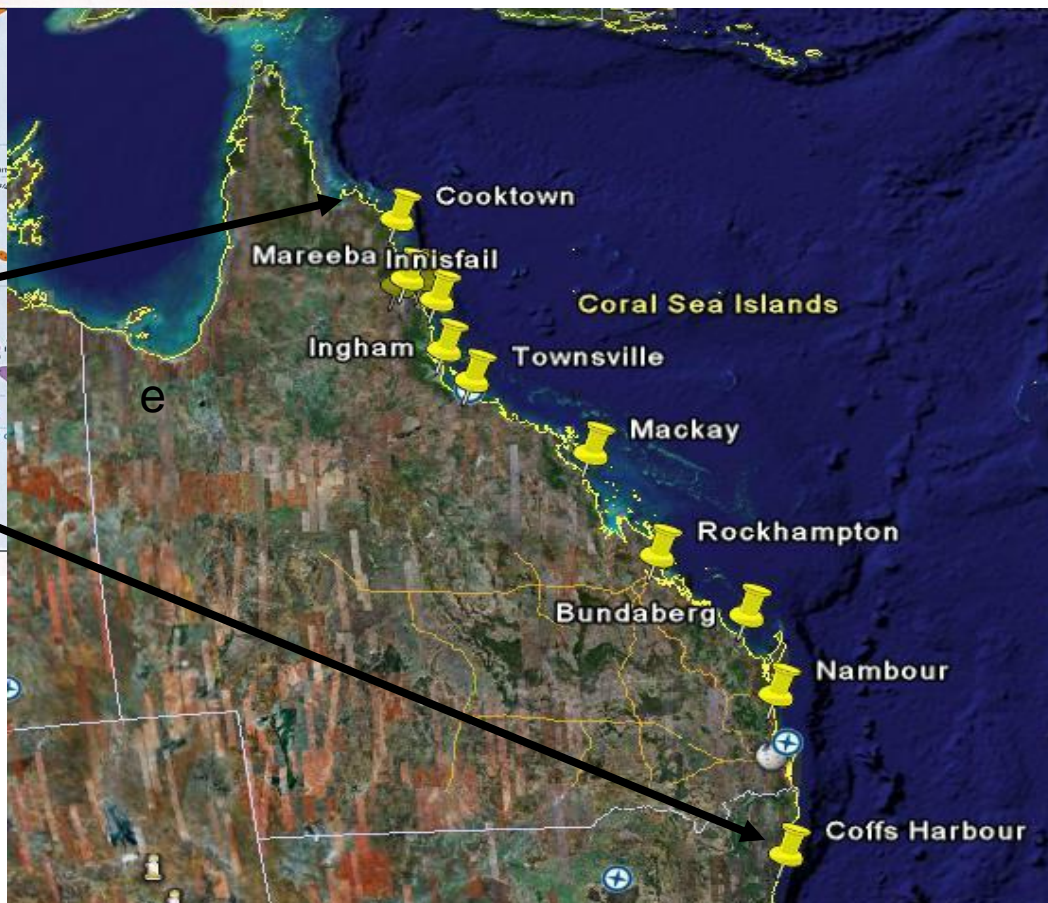 Cooktown
Mareeba Innisfail
Coral Sea Islands
Ingham
Townsville
e
Mackay
Rockhampton
Bundaberg
Nambour
Coffs Harbour